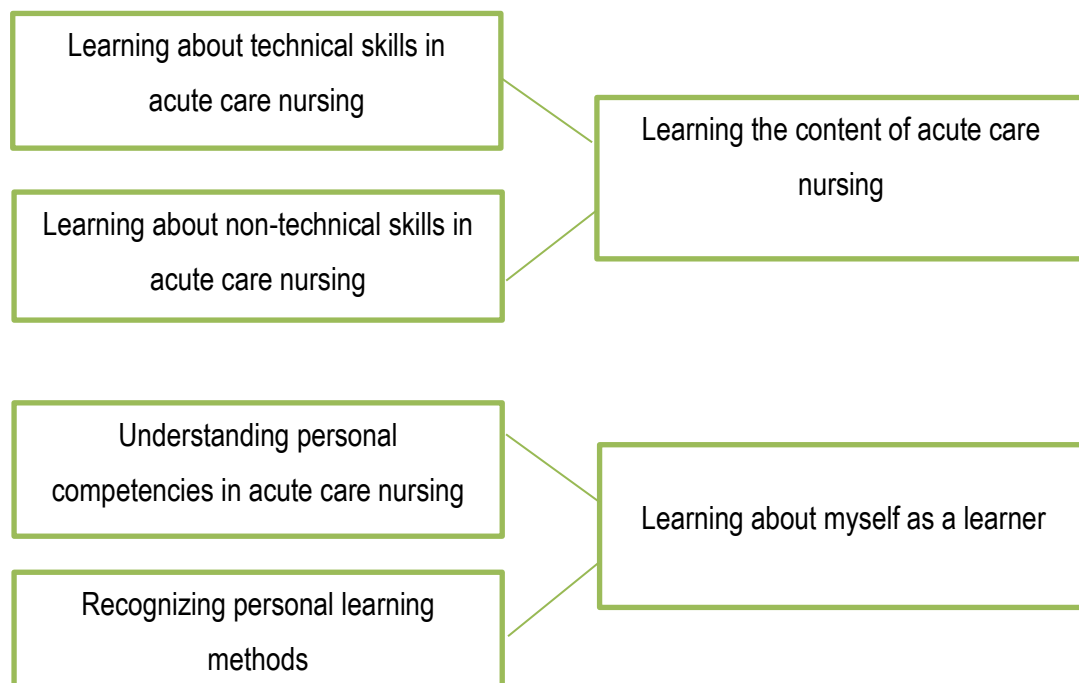 Learning about technical skills in
acute care nursing
Learning the content of acute care
nursing
Learning about non-technical skills in
acute care nursing
Understanding personal
competencies in acute care nursing
Learning about myself as a learner
Recognizing personal learning
methods